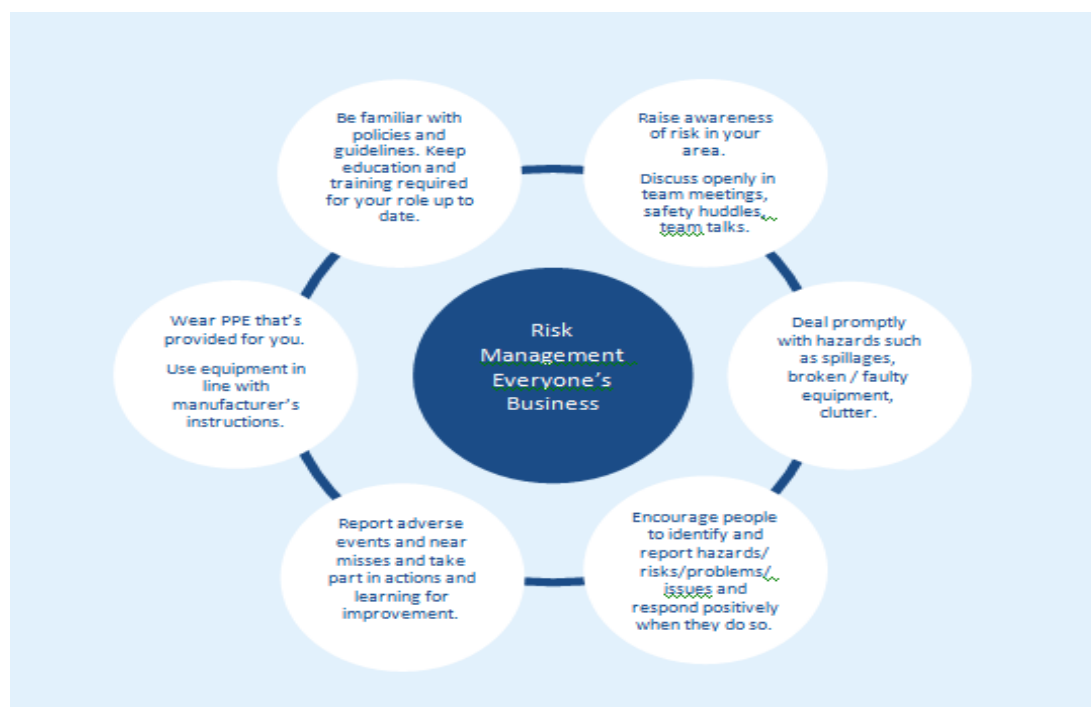 Be familiar with
policies and
guidelines. Keep
education and
training required
for your role up to
date.
Raise awareness
of risk in your
area.
Discuss openly in
team meetings,
safety huddles,
team talks.
Wear PPE that's
provided for you.
Use equipment in
line with
manufacturer's
instructions.
Risk
Management
Everyone's
Business
Deal promptly
with hazards such
as spillages,
broken / faulty
equipment,
clutter.
Report adverse
events and near
misses and take
part in actions and
learning for
improvement.
Encourage people
to identify and
report hazards/
risks/problems/
issues and
respond positively
when they do so.